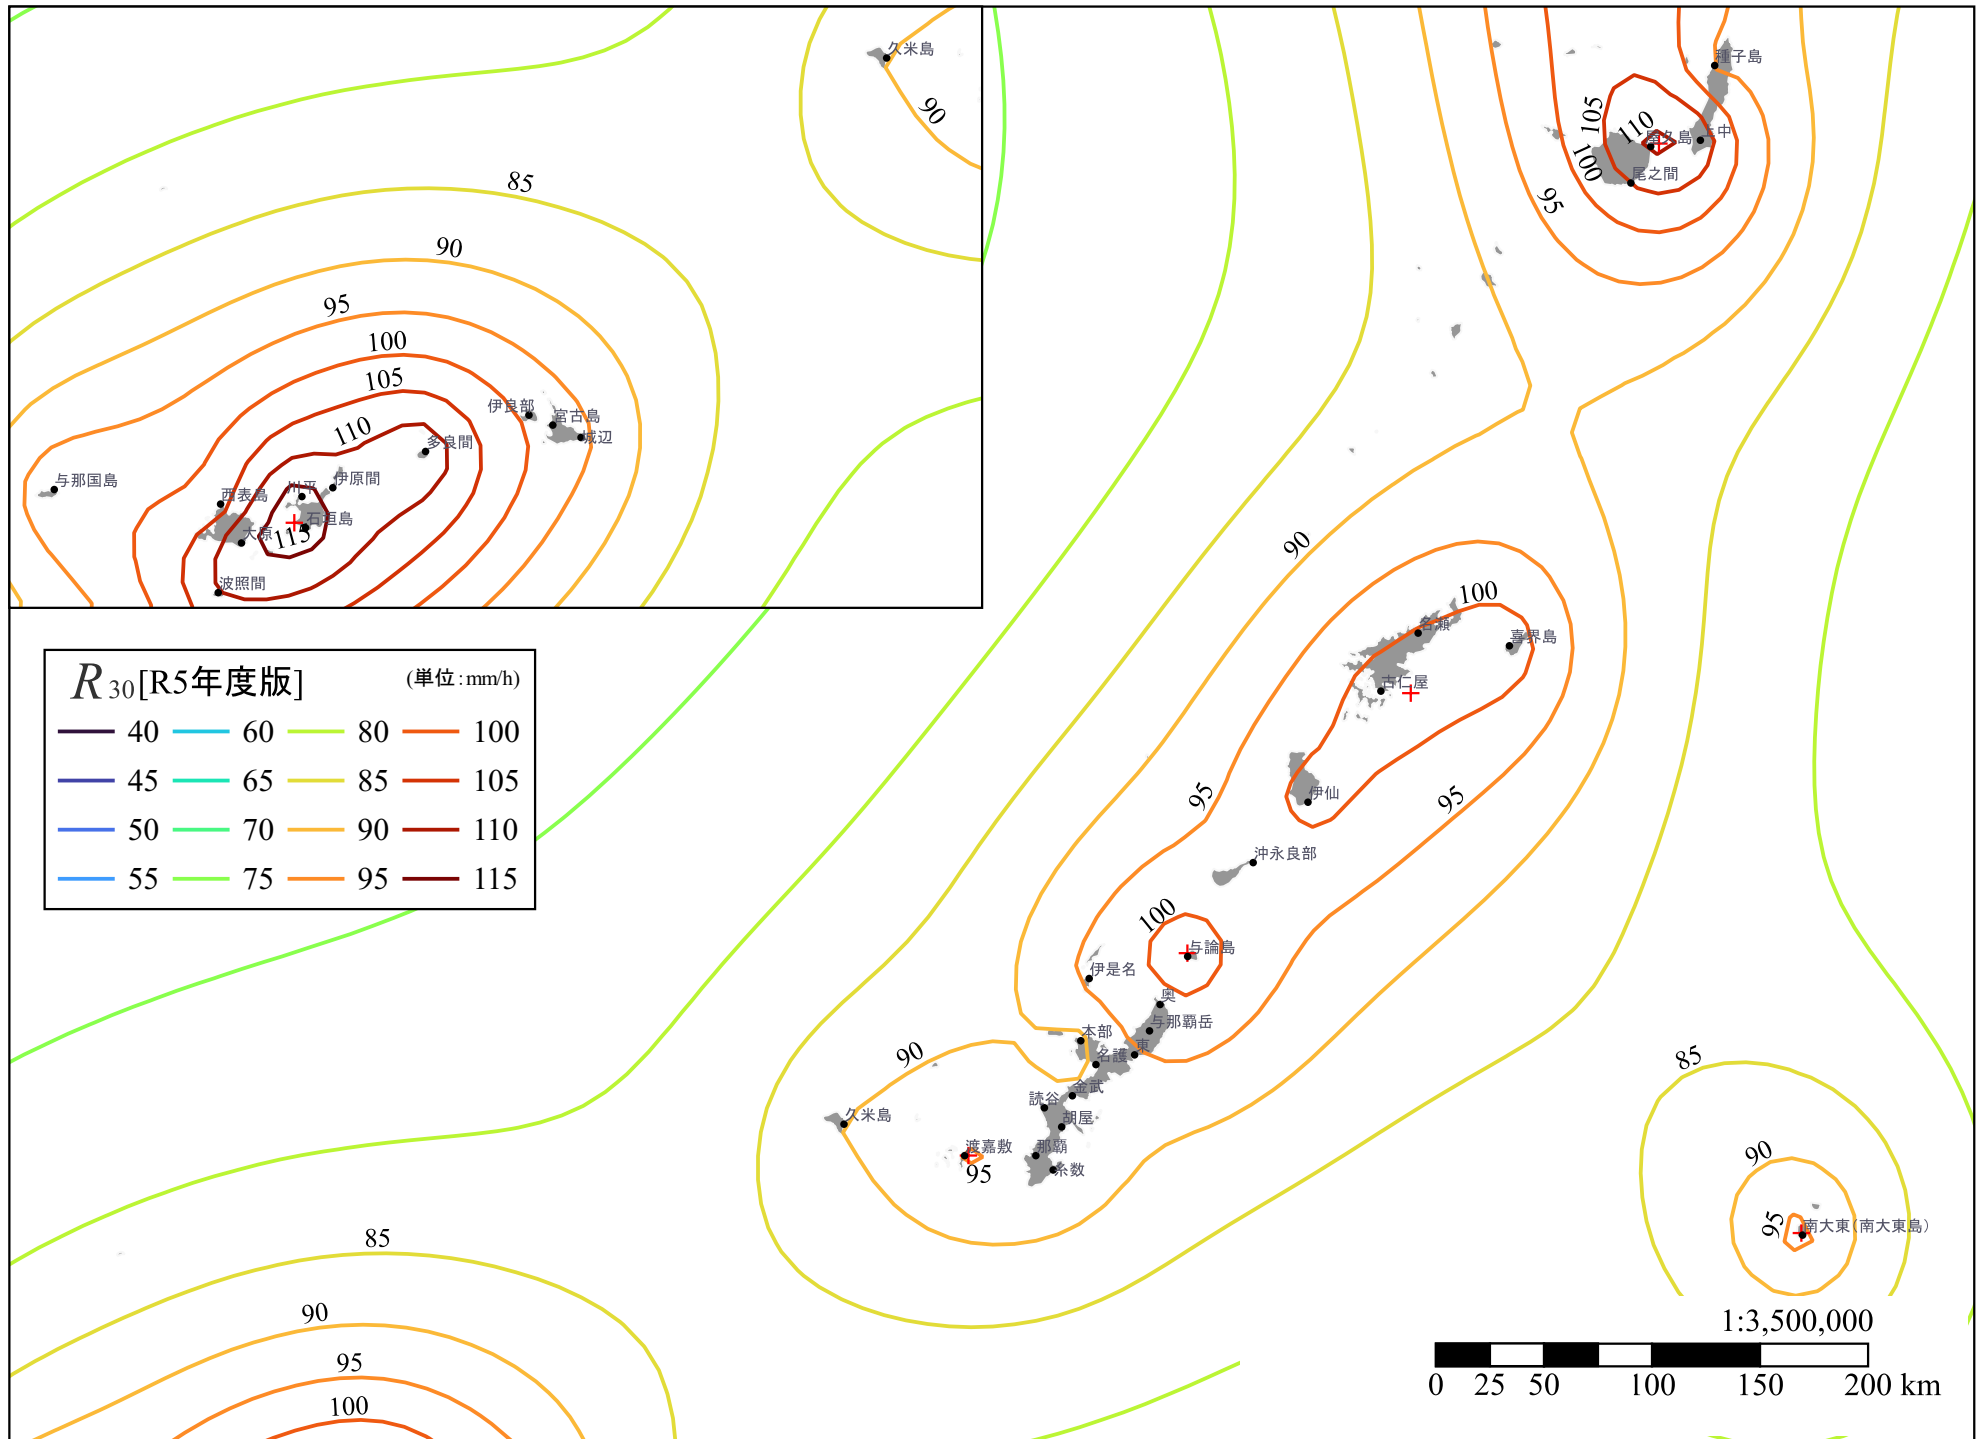 久米島
90
85
90
95
100
105
110
伊良部
宮古島
城辺
多良間
与那国島
西表島
川平
伊原間
石垣島
大原
115
波照間
種子島
105
110
屋久島
上中
100
尾之間
95
R 30 [R5年度版] (単位:mm/h)
40 60 80 100
45 65 85 105
50 70 90 110
55 75 95 115
90
100
名瀬
喜界島
古仁屋
95
伊仙
95
沖永良部
100
与論島
伊是名
奥
与那覇岳
本部
東
名護
90
金武
読谷
久米島
胡屋
渡嘉敷
那覇
95
糸数
85
90
95
南大東(南大東島)
85
90
95
100
1:3,500,000
0 25 50 100 150 200 km